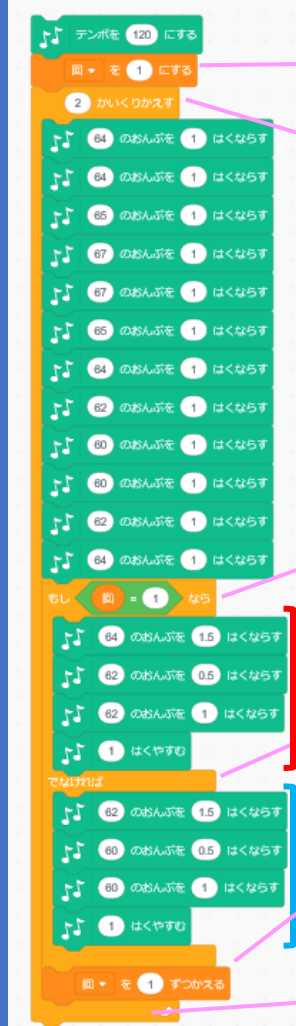 テンポを 120 にする
回 を 1 にする
2 かいくりかえす
64 のおんぷを 1 はくならす
64 のおんぷを 1 はくならす
65 のおんぷを 1 はくならす
67 のおんぷを 1 はくならす
67 のおんぷを 1 はくならす
65 のおんぷを 1 はくならす
64 のおんぷを 1 はくならす
62 のおんぷを 1 はくならす
60 のおんぷを 1 はくならす
60 のおんぷを 1 はくならす
62 のおんぷを 1 はくならす
64 のおんぷを 1 はくならす
もし 回 = 1 なら
64 のおんぷを 1.5 はくならす
62 のおんぷを 0.5 はくならす
62 のおんぷを 1 はくならす
1 はくやすむ
でなければ
62 のおんぷを 1.5 はくならす
60 のおんぷを 0.5 はくならす
60 のおんぷを 1 はくならす
1 はくやすむ
回 を 1 ずつかえる